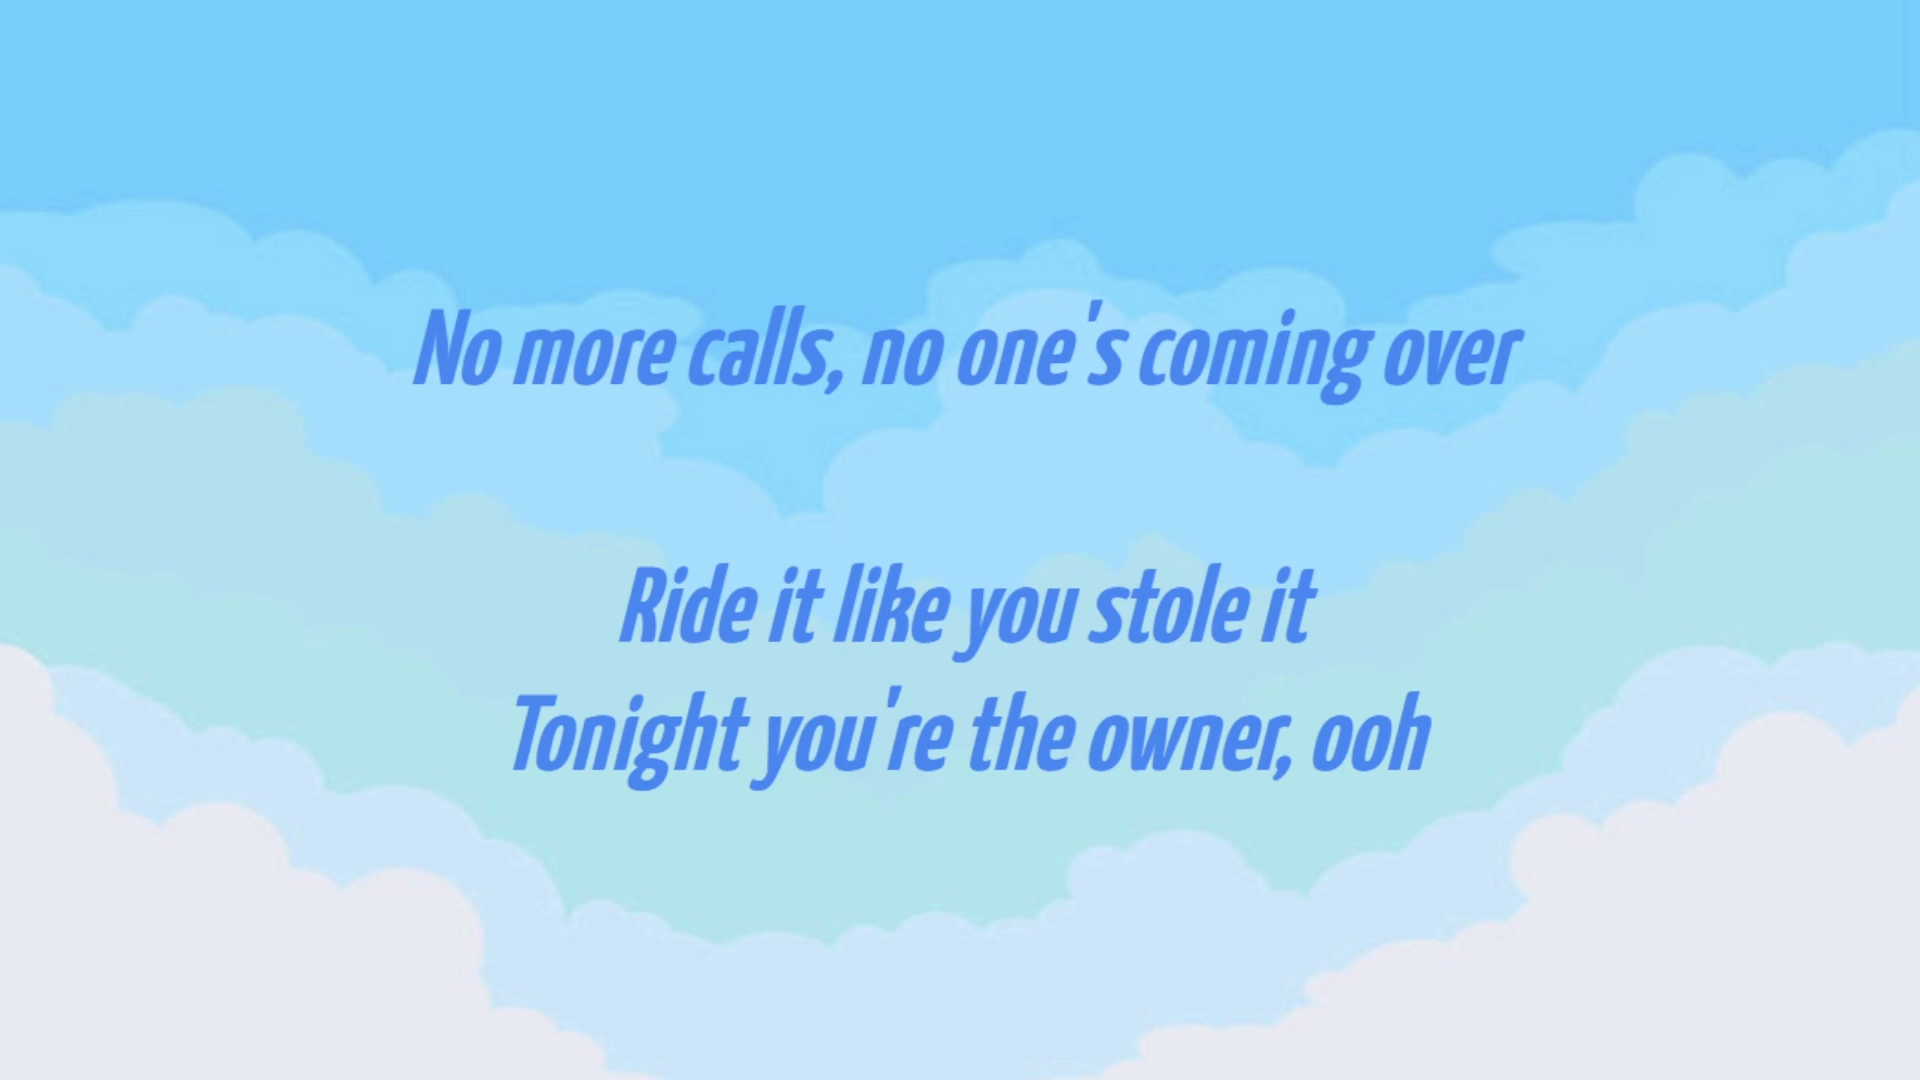 No more calls, no one's coming over
Ride it like you stole it
Tonight you're the owner, ooh